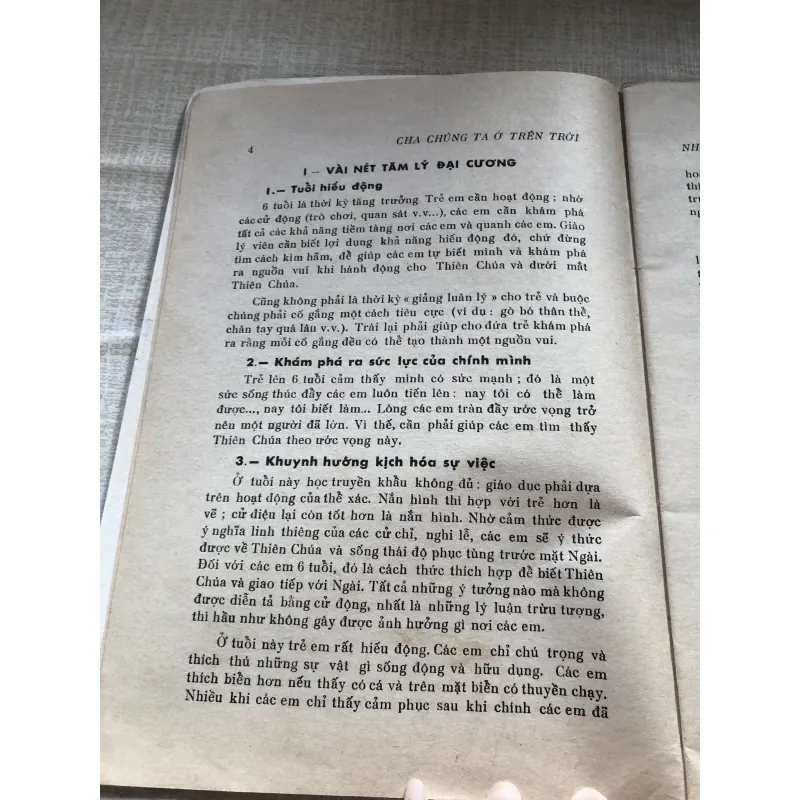 4
CHA CHÚNG TA Ở TRÊN TRỜI
I — VÀI NÉT TÂM LÝ ĐẠI CƯƠNG
1.— Tuổi hiếu động
6 tuổi là thời kỳ tăng trưởng. Trẻ em cần hoạt động ; nhờ
các cử động (trò chơi, quan sát v.v...), các em cần khám phá
tất cả các khả năng tiềm tàng nơi các em và quanh các em. Giáo
lý viên cần biết lợi dụng khả năng hiếu động đó, chứ đừng
tìm cách kìm hãm, để giúp các em tự biết mình và khám phá
ra nguồn vui khi hành động cho Thiên Chúa và dưới mắt
Thiên Chúa.
Cũng không phải là thời kỳ « giảng luân lý » cho trẻ và buộc
chúng phải cố gắng một cách tiêu cực (ví dụ : gò bó thân thể,
chân tay quá lâu v.v.). Trái lại phải giúp cho đứa trẻ khám phá
ra rằng mỗi cố gắng đều có thể tạo thành một nguồn vui.
2.— Khám phá ra sức lực của chính mình
Trẻ lên 6 tuổi cảm thấy mình có sức mạnh ; đó là một
sức sống thúc đẩy các em luôn tiến lên : nay tôi có thể làm
được..., nay tôi biết làm... Lòng các em tràn đầy ước vọng trở
nên một người đã lớn. Vì thế, cần phải giúp các em tìm thấy
Thiên Chúa theo ước vọng này.
3.— Khuynh hướng kịch hóa sự việc
Ở tuổi này học truyền khẩu không đủ : giáo dục phải dựa
trên hoạt động của thể xác. Nắn hình thì hợp với trẻ hơn là
vẽ ; cử điệu lại còn tốt hơn là nắn hình. Nhờ cảm thức được
ý nghĩa linh thiêng của các cử chỉ, nghi lễ, các em sẽ ý thức
được về Thiên Chúa và sống thái độ phục tùng trước mặt Ngài.
Đối với các em 6 tuổi, đó là cách thức thích hợp để biết Thiên
Chúa và giao tiếp với Ngài. Tất cả những ý tưởng nào mà không
được diễn tả bằng cử động, nhất là những lý luận trừu tượng,
thì hầu như không gây được ảnh hưởng gì nơi các em.
Ở tuổi này trẻ em rất hiếu động. Các em chỉ chú trọng và
thích thú những sự vật gì sống động và hữu dụng. Các em
thích biển hơn nếu thấy có cá và trên mặt biển có thuyền chạy.
Nhiều khi các em chỉ thấy cảm phục sau khi chính các em đã
NH